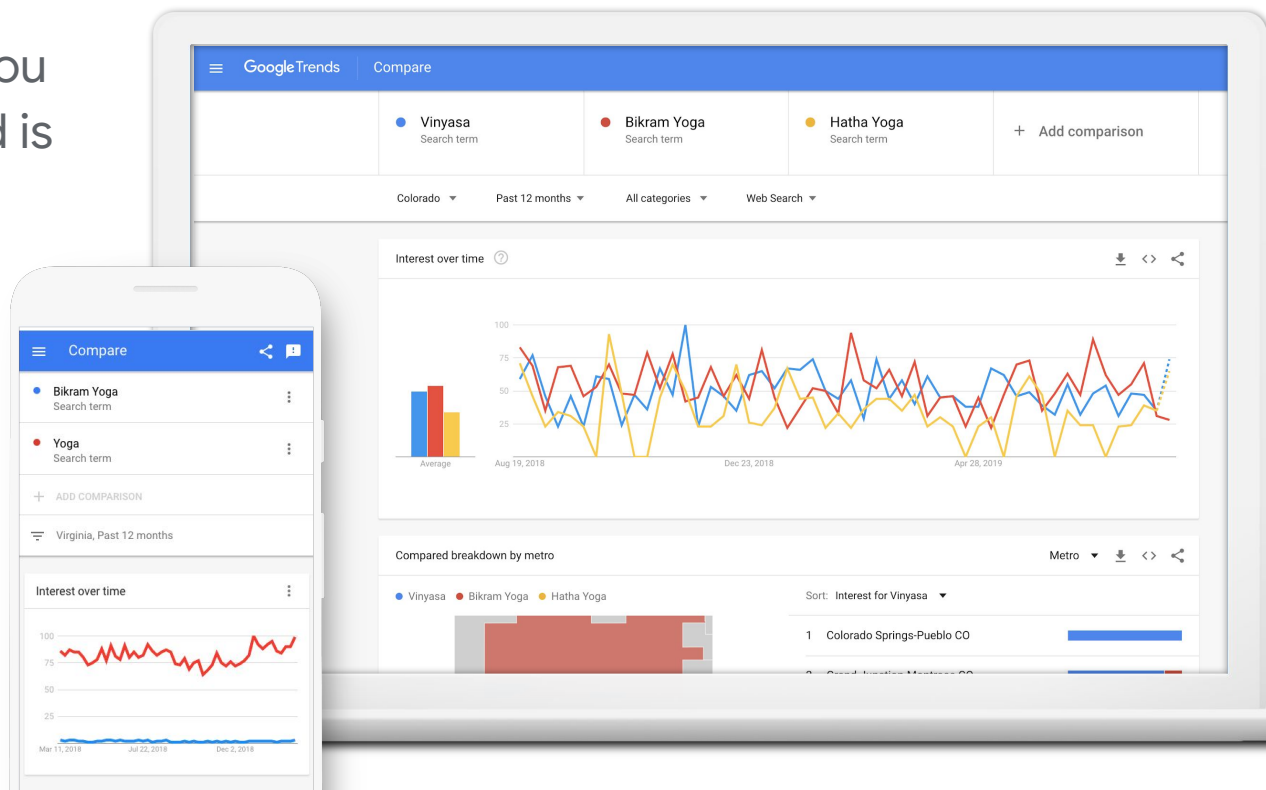 ou
d is
GoogleTrends Compare
Vinyasa
Search term
Bikram Yoga
Search term
Hatha Yoga
Search term
+ Add comparison
Colorado Past 12 months All categories Web Search
Interest over time ?
100
75
50
25
Average
Aug 19, 2018 Dec 23, 2018 Apr 28, 2019
Compared breakdown by metro Metro
Vinyasa Bikram Yoga Hatha Yoga
Sort: Interest for Vinyasa
1 Colorado Springs-Pueblo CO
Compare
Bikram Yoga
Search term
Yoga
Search term
+ ADD COMPARISON
Virginia, Past 12 months
Interest over time
100
75
50
25
Mar 11, 2018 Jul 22, 2018 Dec 2, 2018